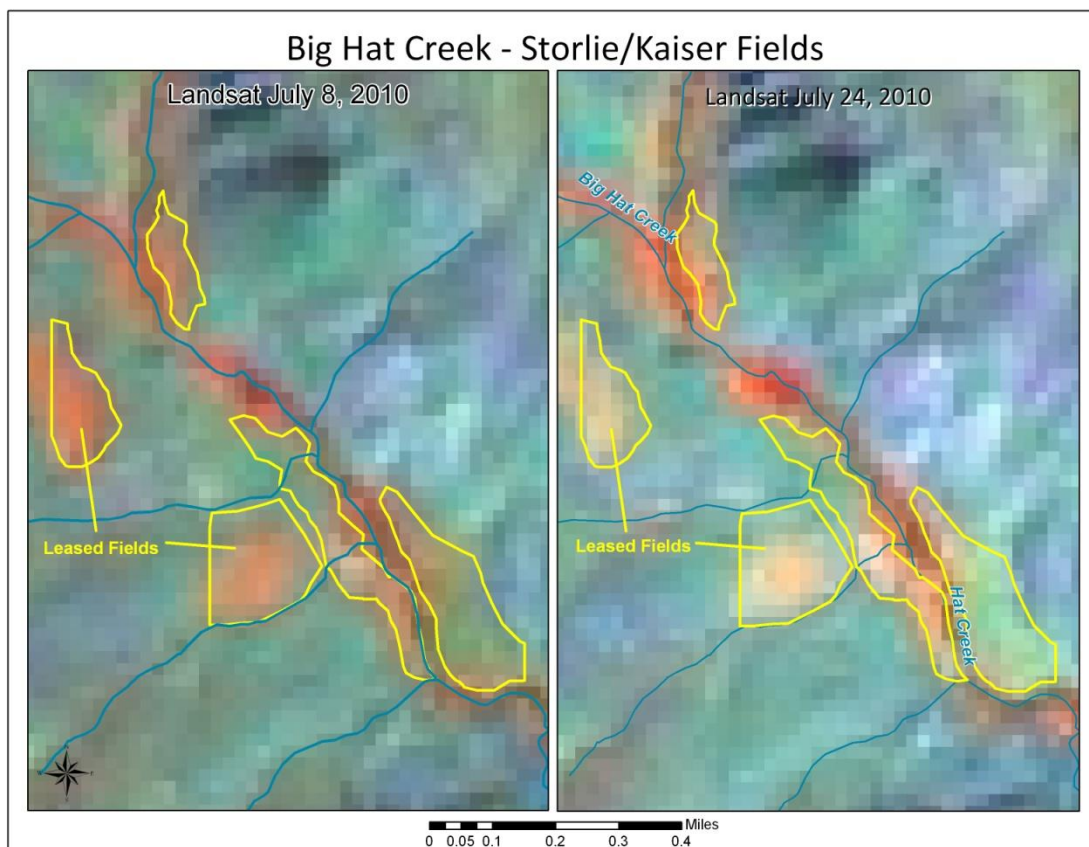 Big Hat Creek - Storlie/Kaiser Fields
Landsat July 8, 2010
Landsat July 24, 2010
Big Hat Creek
Leased Fields
Leased Fields
Hat Creek
Miles
0 0.05 0.1 0.2 0.3 0.4